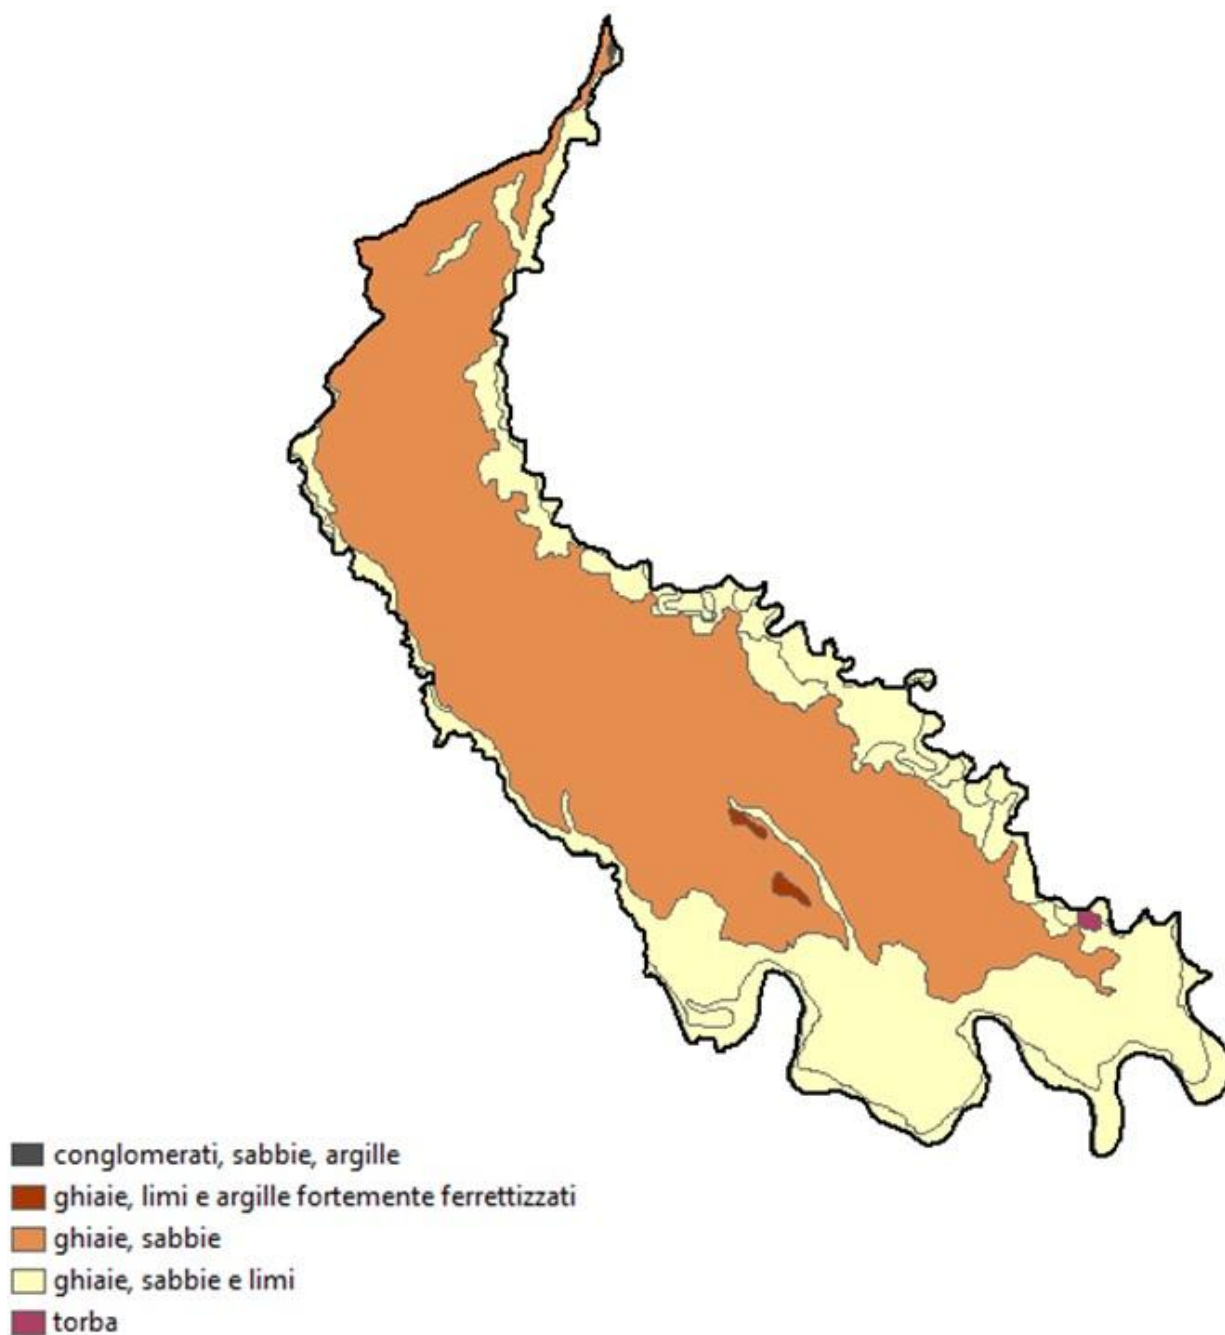 conglomerati, sabbie, argille
ghiaie, limi e argille fortemente ferrettizzati
ghiaie, sabbie
ghiaie, sabbie e limi
torba